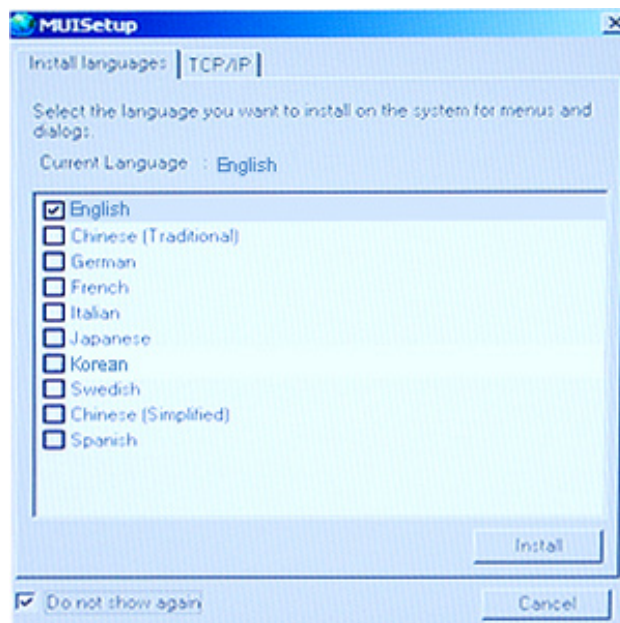 MUISetup
Install languages TCP/IP
Select the language you want to install on the system for menus and
dialogs.
Current Language : English
English
Chinese (Traditional)
German
French
Italian
Japanese
Korean
Swedish
Chinese (Simplified)
Spanish
Install
Do not show again
Cancel